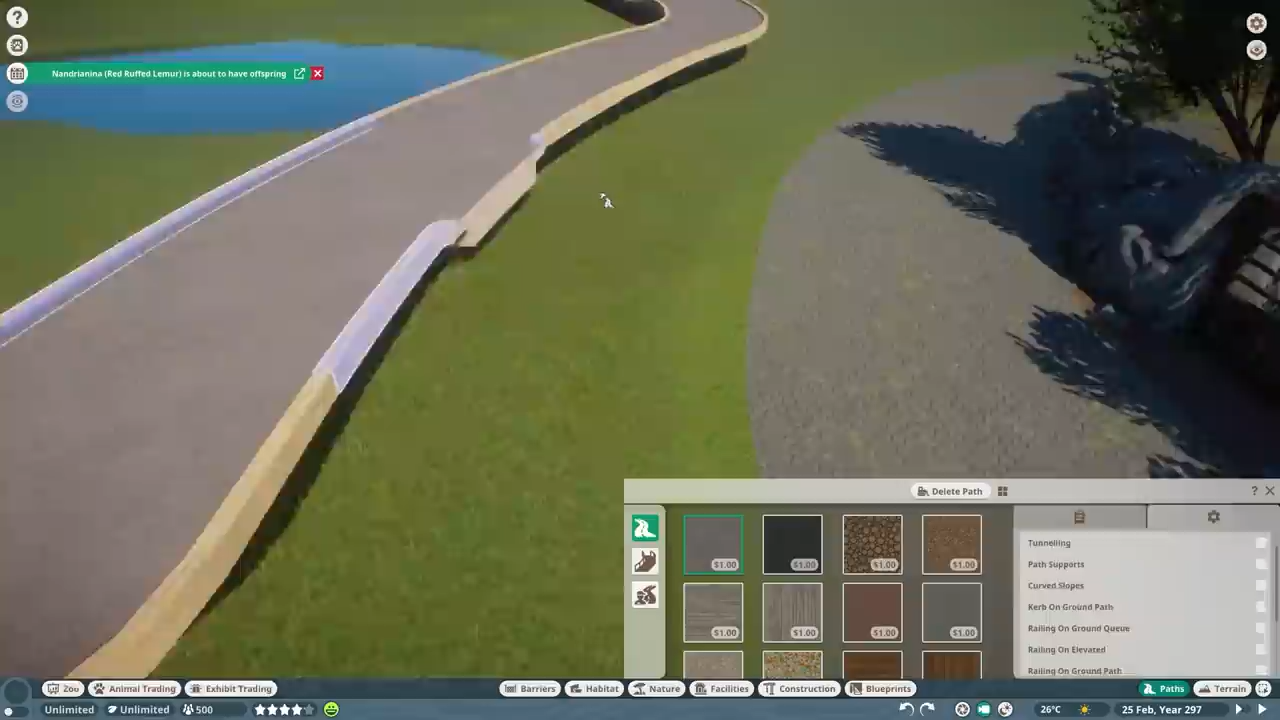 ?
Nandrianina (Red Ruffed Lemur) is about to have offspring
Delete Path
?
$1.00 $1.00 $1.00 $1.00
$1.00 $1.00 $1.00 $1.00
Tunnelling
Path Supports
Curved Slopes
Kerb On Ground Path
Railing On Ground Queue
Railing On Elevated
Railing On Ground Path
Zoo Animal Trading Exhibit Trading Barriers Habitat Nature Facilities Construction Blueprints Paths Terrain
Unlimited Unlimited 500 26°C 25 Feb, Year 297